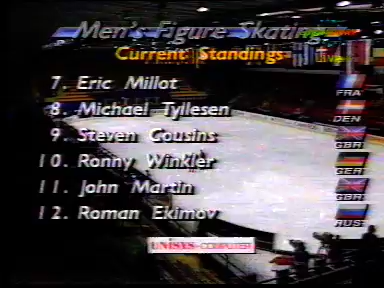 Men's Figure Skating
Current Standings
7. Eric Millot FRA
8. Michael Tyllesen DEN
9. Steven Cousins GBR
10. Ronny Winkler GER
11. John Martin GBR
12. Roman Ekimov RUS
UNISYS-COMPUTER